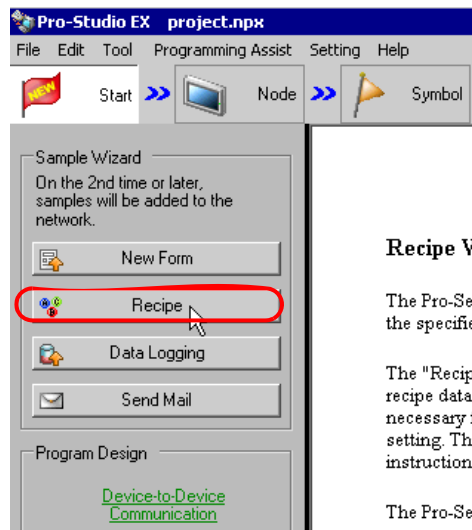 Pro-Studio EX project.npx
File Edit Tool Programming Assist Setting Help
NEW Start Node Symbol
Sample Wizard
On the 2nd time or later,
samples will be added to the
network.
New Form
Recipe
Data Logging
Send Mail
Program Design
Device-to-Device
Communication
Recipe
The Pro-Se
the specifie
The "Recip
recipe data
necessary
setting. Th
instruction
The Pro-Se